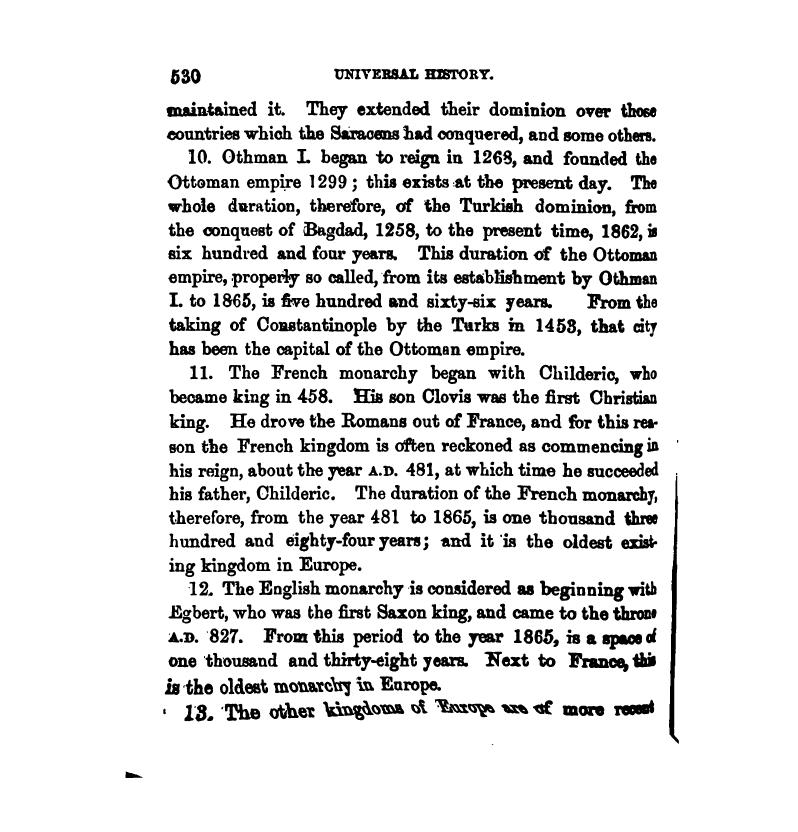 530 UNIVERSAL HISTORY.
maintained it. They extended their dominion over those
countries which the Saracens had conquered, and some others.
10. Othman I. began to reign in 1268, and founded the
Ottoman empire 1299; this exists at the present day. The
whole duration, therefore, of the Turkish dominion, from
the conquest of Bagdad, 1258, to the present time, 1862, is
six hundred and four years. This duration of the Ottoman
empire, properly so called, from its establishment by Othman
I. to 1865, is five hundred and sixty-six years. From the
taking of Constantinople by the Turks in 1453, that city
has been the capital of the Ottoman empire.
11. The French monarchy began with Childeric, who
became king in 458. His son Clovis was the first Christian
king. He drove the Romans out of France, and for this rea-
son the French kingdom is often reckoned as commencing in
his reign, about the year A.D. 481, at which time he succeeded
his father, Childeric. The duration of the French monarchy,
therefore, from the year 481 to 1865, is one thousand three
hundred and eighty-four years; and it is the oldest exist-
ing kingdom in Europe.
12. The English monarchy is considered as beginning with
Egbert, who was the first Saxon king, and came to the throne
A.D. 827. From this period to the year 1865, is a space of
one thousand and thirty-eight years. Next to France, this
is the oldest monarchy in Europe.
13. The other kingdoms of Europe are of more recent